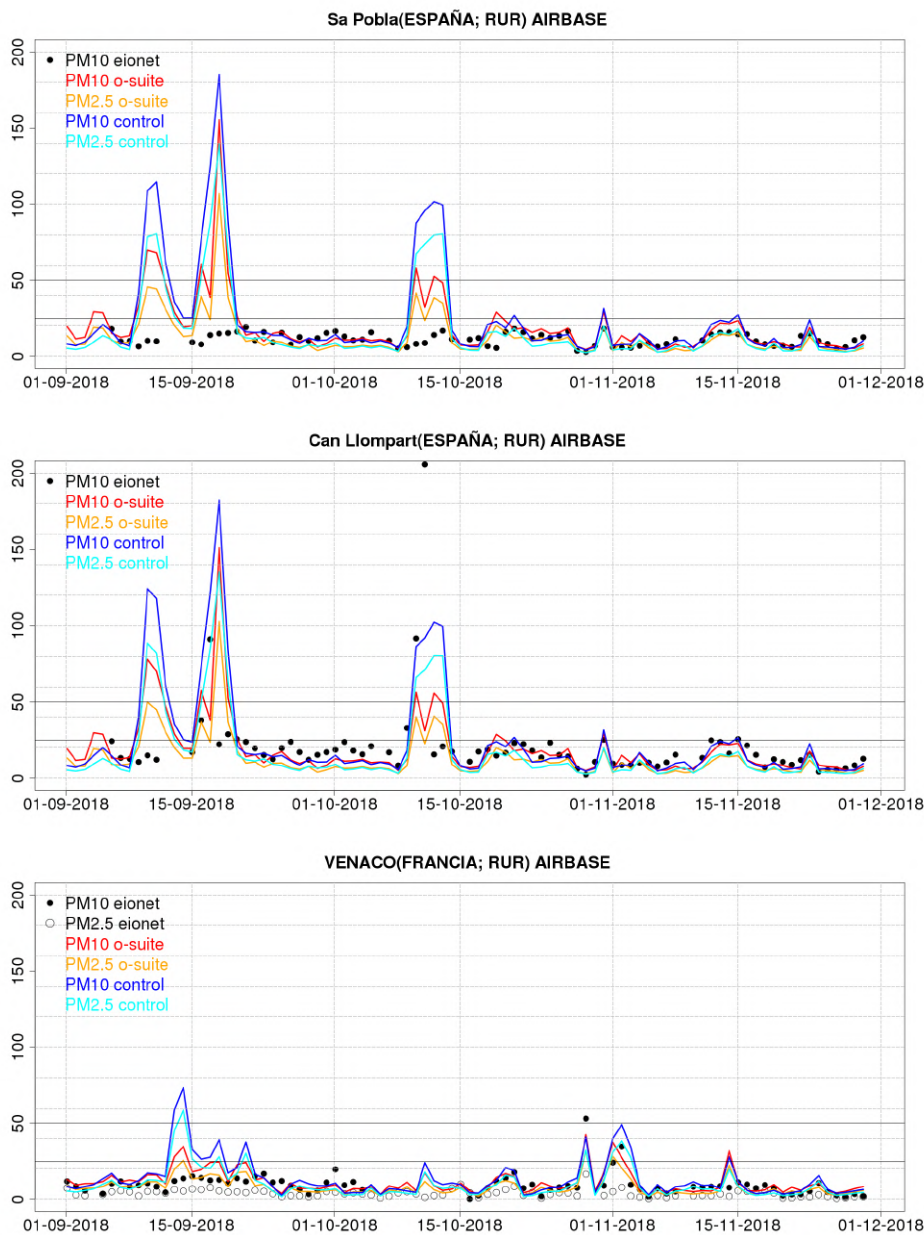 Sa Pobla(ESPAÑA; RUR) AIRBASE
200
150
100
50
0
PM10 eionet
PM10 o-suite
PM2.5 o-suite
PM10 control
PM2.5 control
01-09-2018 15-09-2018 01-10-2018 15-10-2018 01-11-2018 15-11-2018 01-12-2018
Can Llompart(ESPAÑA; RUR) AIRBASE
200
150
100
50
0
PM10 eionet
PM10 o-suite
PM2.5 o-suite
PM10 control
PM2.5 control
01-09-2018 15-09-2018 01-10-2018 15-10-2018 01-11-2018 15-11-2018 01-12-2018
VENACO(FRANCIA; RUR) AIRBASE
200
150
100
50
0
PM10 eionet
PM2.5 eionet
PM10 o-suite
PM2.5 o-suite
PM10 control
PM2.5 control
01-09-2018 15-09-2018 01-10-2018 15-10-2018 01-11-2018 15-11-2018 01-12-2018